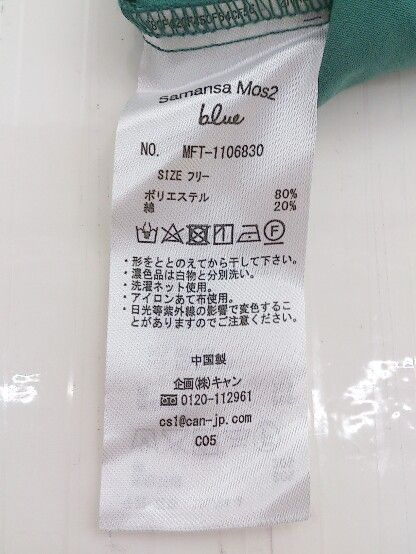 Samansa Mos2
blue
NO. MFT-1106830
SIZE フリー
ポリエステル 80%
綿 20%
・形をととのえてから干して下さい。
・濃色品は白物と分別洗い。
・洗濯ネット使用。
・アイロンあて布使用。
・日光等紫外線の影響で変色するこ
とがありますのでご注意ください。
中国製
企画(株)キャン
0120-112961
cs1@can-jp.com
C05